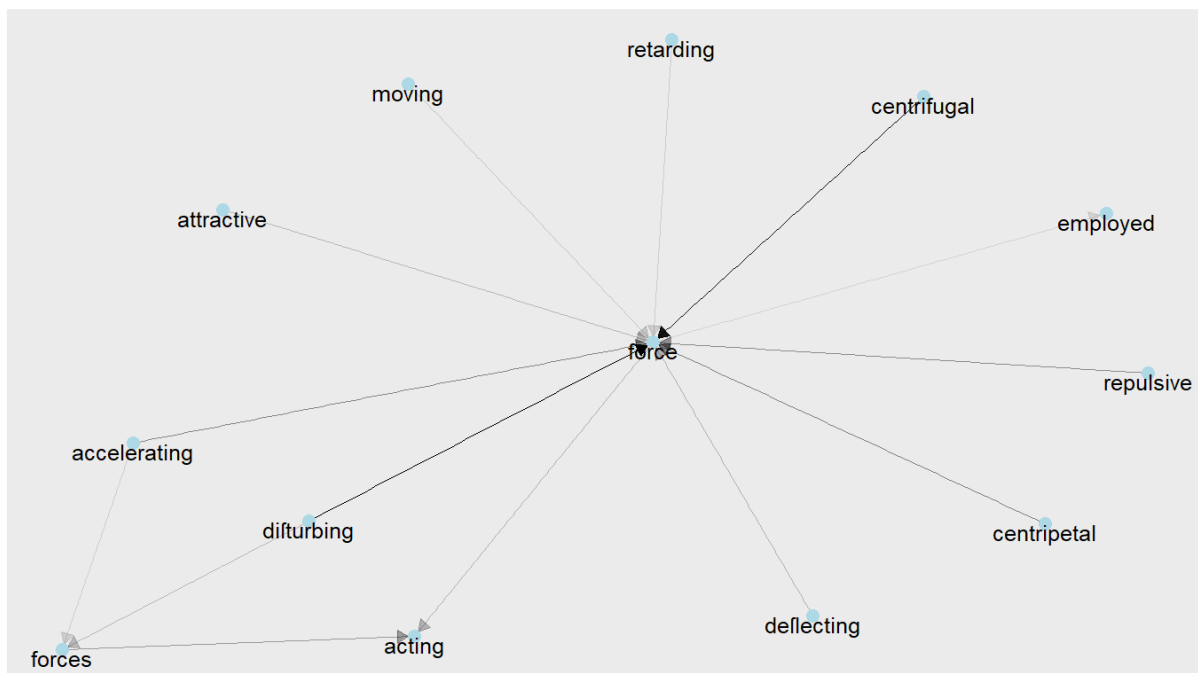 retarding
moving
centrifugal
attractive
employed
force
repulsive
accelerating
diſturbing
centripetal
deflecting
acting
forces